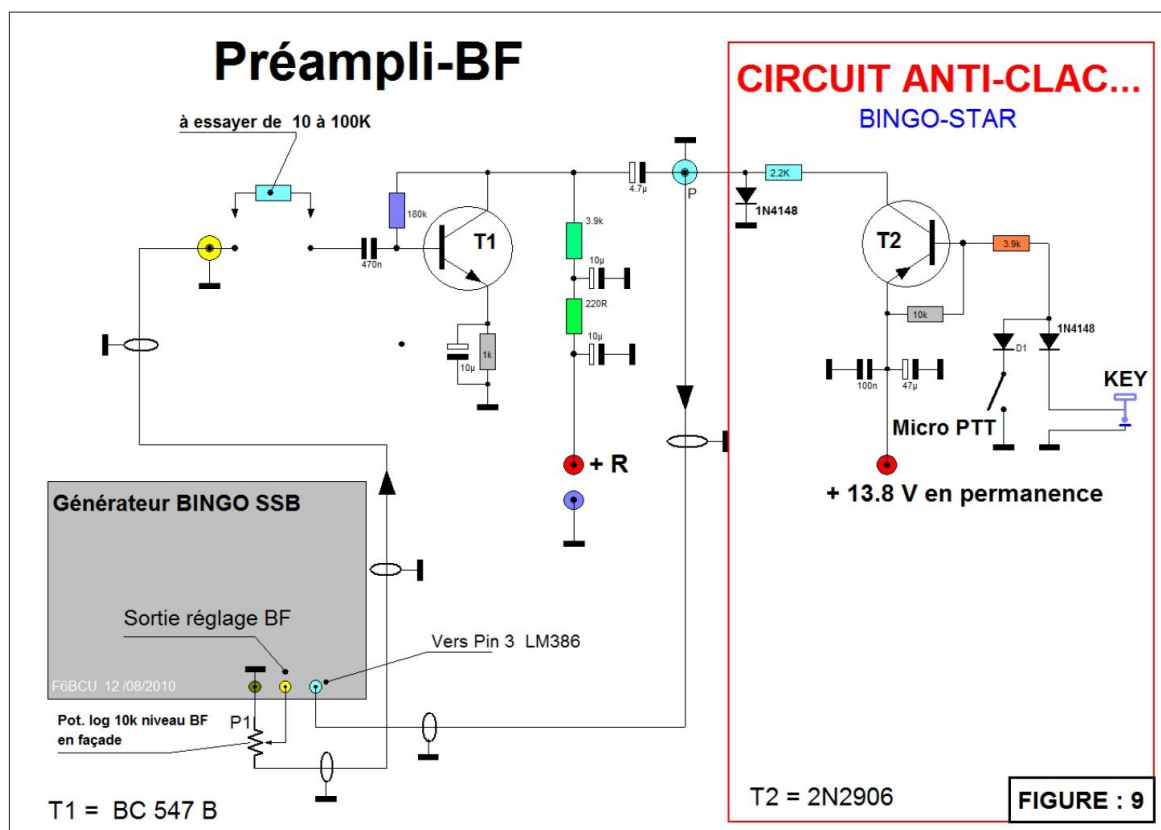 Préampli-BF
à essayer de 10 à 100K
180k
470n
T1
10µ
1k
3.9k
10µ
220R
10µ
4.7µ
P
+ R
CIRCUIT ANTI-CLAC...
BINGO-STAR
2.2K
1N4148
T2
3.9k
10k
1N4148
D1
100n
47µ
KEY
Micro PTT
+ 13.8 V en permanence
Générateur BINGO SSB
Sortie réglage BF
Vers Pin 3 LM386
F6BCU 12 /08/2010
Pot. log 10k niveau BF
en façade
P1
T1 = BC 547 B
T2 = 2N2906
FIGURE : 9